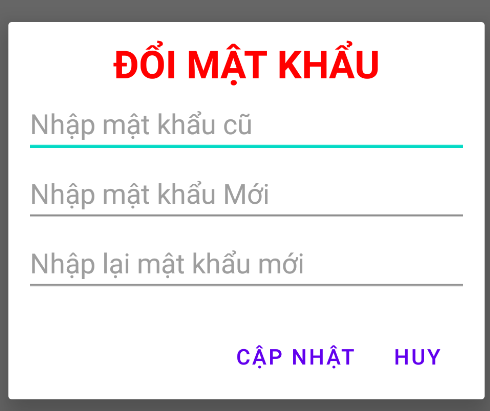 ĐỔI MẬT KHẨU
Nhập mật khẩu cũ
Nhập mật khẩu Mới
Nhập lại mật khẩu mới
CẬP NHẬT HUY